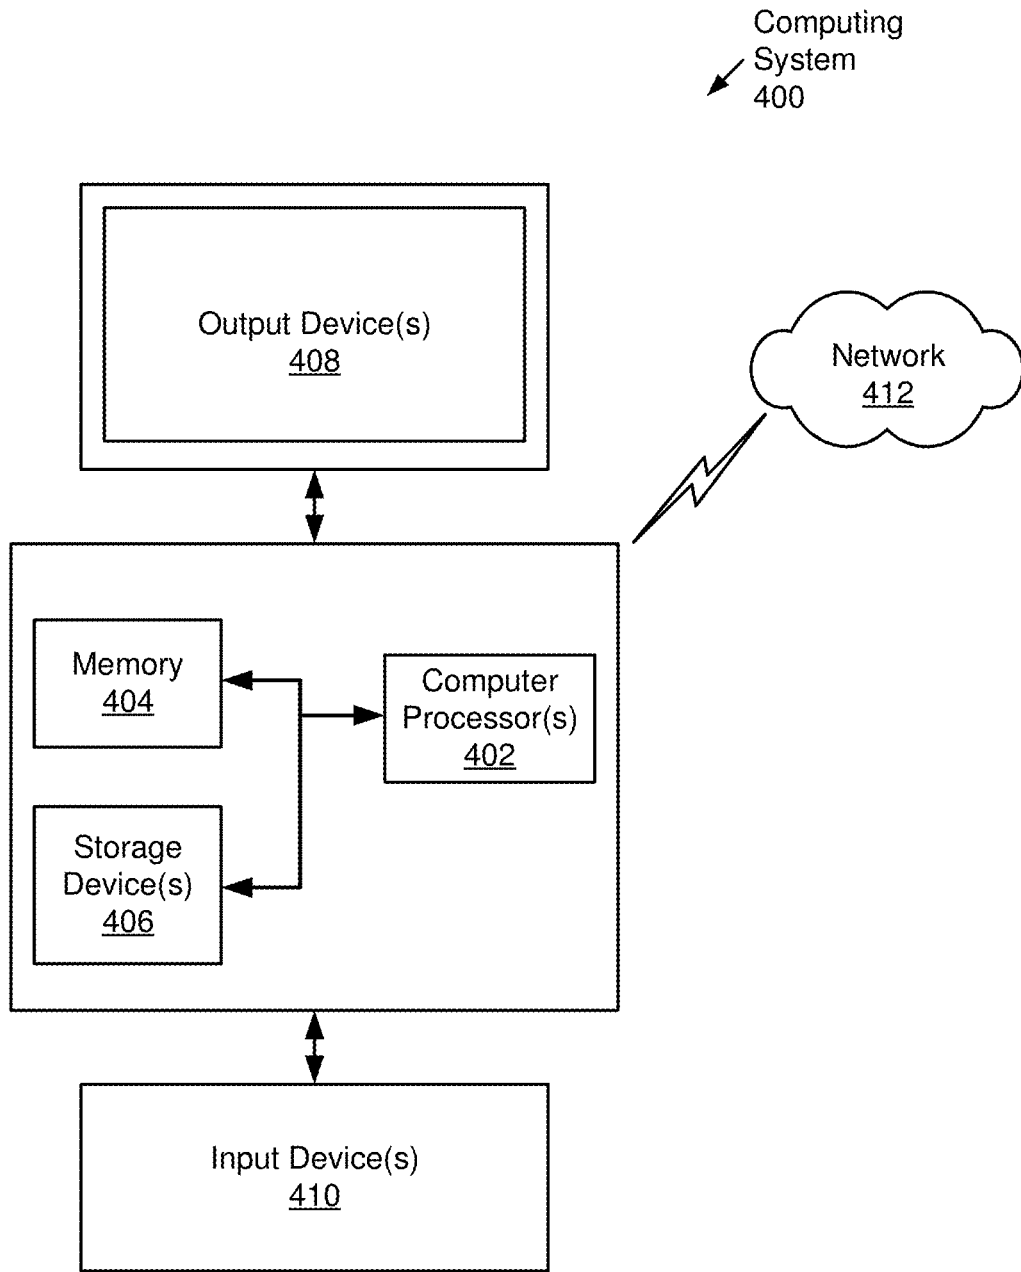 Computing
System
400
Output Device(s)
408
Network
412
Memory
404
Computer
Processor(s)
402
Storage
Device(s)
406
Input Device(s)
410